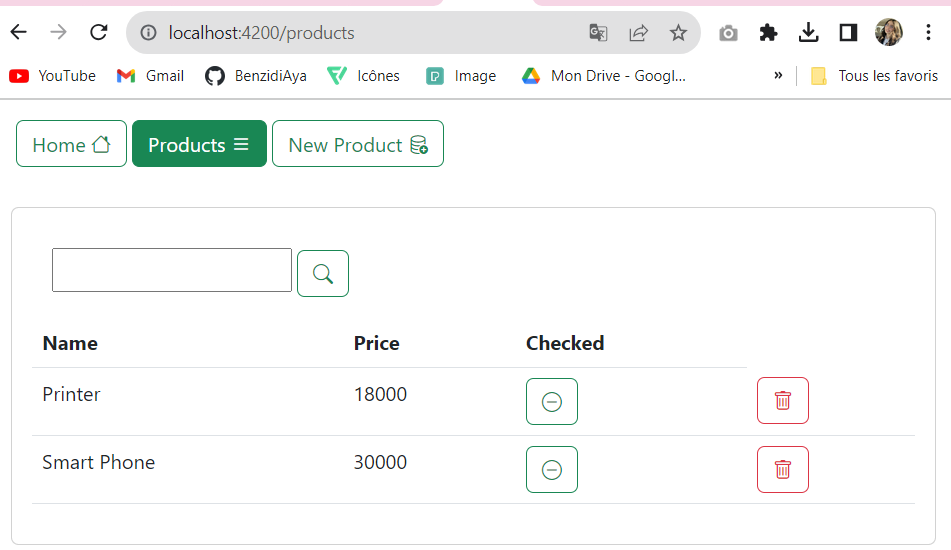 localhost:4200/products
YouTube Gmail BenzidiAya Icônes Image Mon Drive - Googl... » Tous les favoris
Home Products New Product
Name Price Checked
Printer 18000
Smart Phone 30000